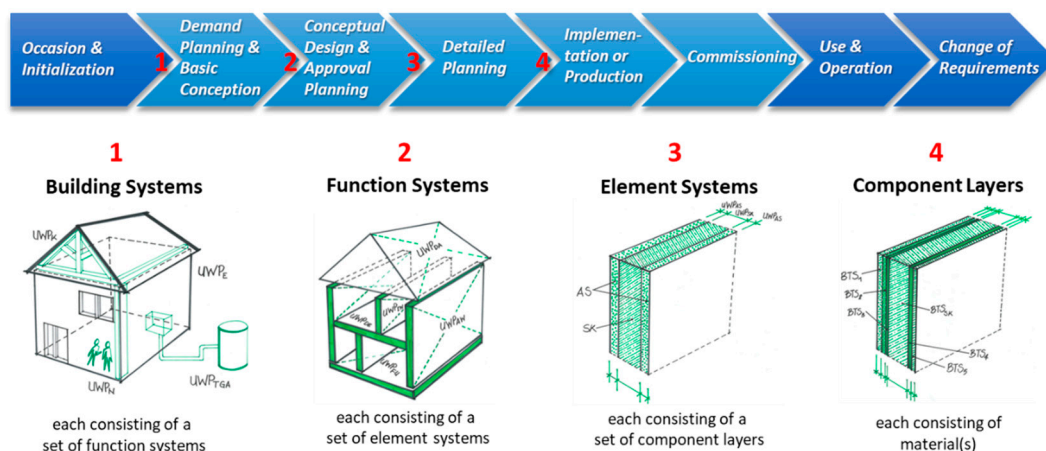 Occasion &
Initialization
1
Demand
Planning &
Basic
Conception
2
Conceptual
Design &
Approval
Planning
3
Detailed
Planning
4
Implemen-
tation or
Production
Commissioning
Use &
Operation
Change of
Requirements
1
Building Systems
UWPK
UWPE
UWPN
UWPTGA
each consisting of a
set of function systems
2
Function Systems
UWPDA
UWPAW
each consisting of a
set of element systems
3
Element Systems
UWPAS
UWPSK
UWPAS
AS
SK
each consisting of a
set of component layers
4
Component Layers
BTS1
BTS2
BTS3
BTSSK
BTS4
BTS5
each consisting of
material(s)